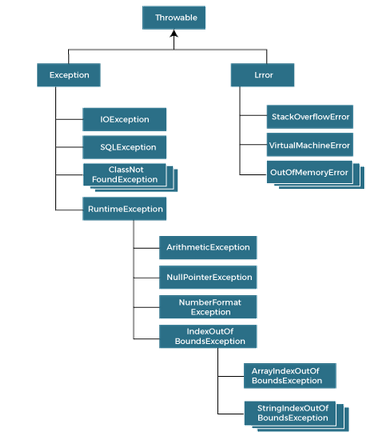 Throwable
Exception
Lrror
IOException
StackOverflowError
SQLException
VirtualMachineError
ClassNot
FoundException
OutOfMemoryError
RuntimeException
ArithmeticException
NullPointerException
NumberFormat
Exception
IndexOutOf
BoundsException
ArrayIndexOutOf
BoundsException
StringIndexOutOf
BoundsException